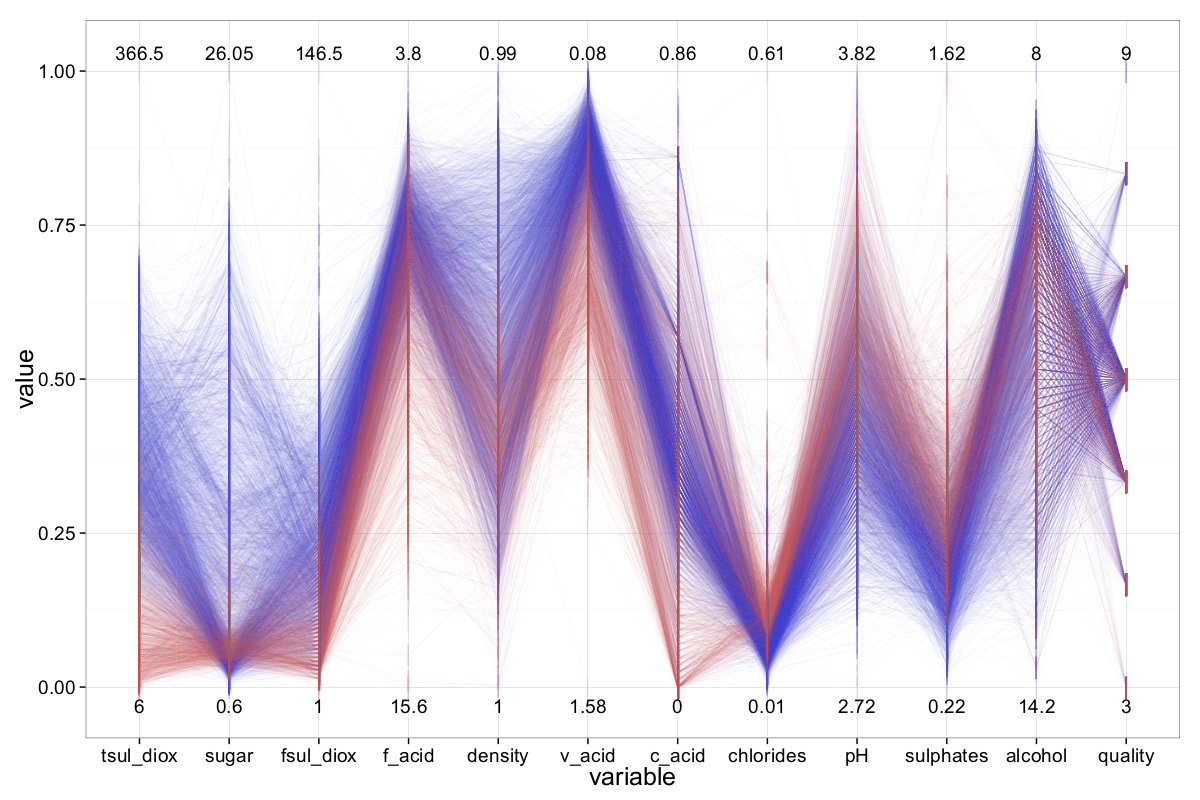 366.5 26.05 146.5 3.8 0.99 0.08 0.86 0.61 3.82 1.62 8 9
1.00
0.75
0.50
0.25
0.00
value
6 0.6 1 15.6 1 1.58 0 0.01 2.72 0.22 14.2 3
tsul_diox sugar fsul_diox f_acid density v_acid c_acid chlorides pH sulphates alcohol quality
variable